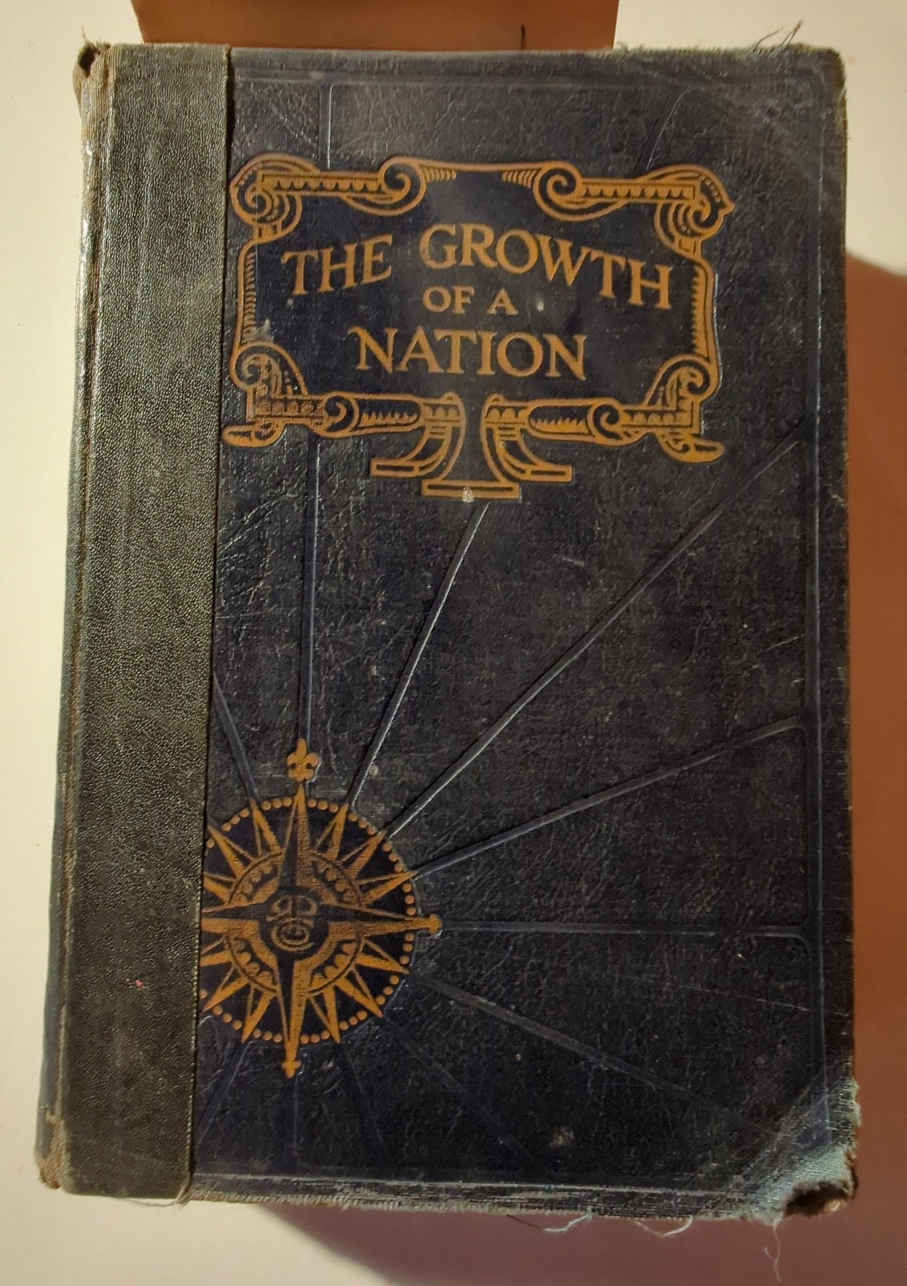 THE GROWTH
OF A
NATION